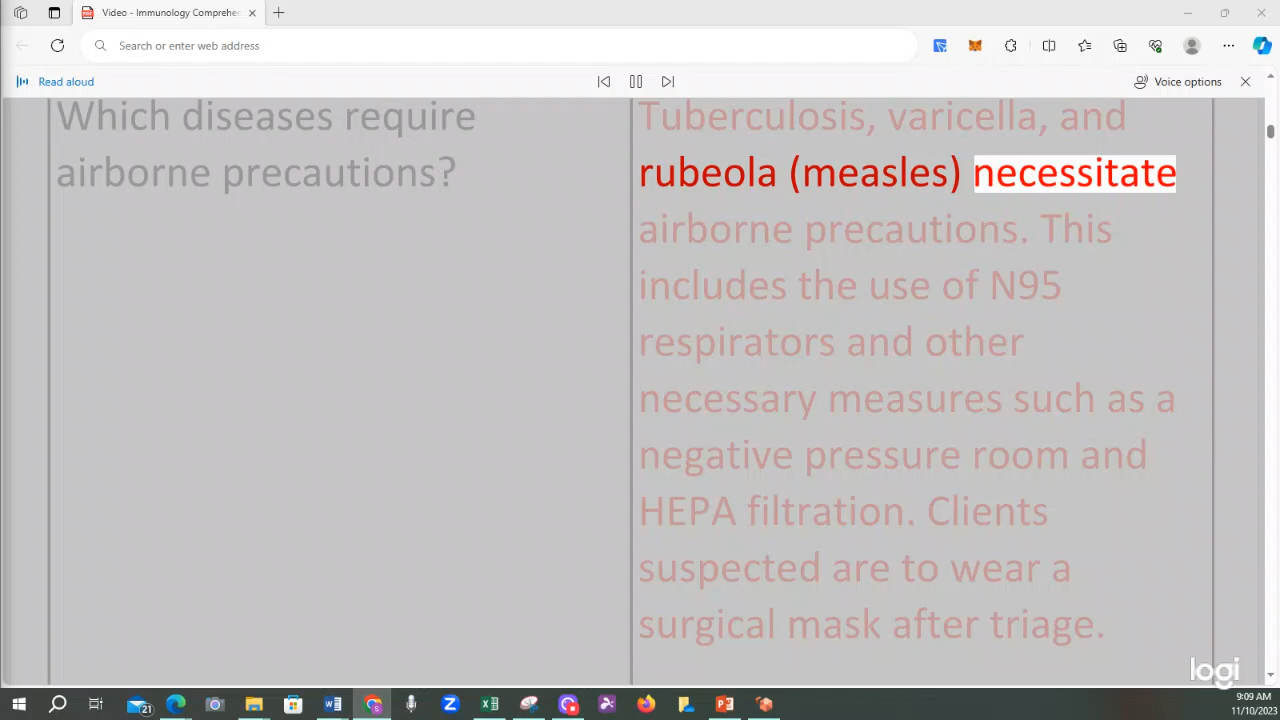 Video - Immunology Comprehe
Search or enter web address
Read aloud
Voice options
Which diseases require
airborne precautions?
Tuberculosis, varicella, and
rubeola (measles) necessitate
airborne precautions. This
includes the use of N95
respirators and other
necessary measures such as a
negative pressure room and
HEPA filtration. Clients
suspected are to wear a
surgical mask after triage.
logi
21
9:09 AM
11/10/2023